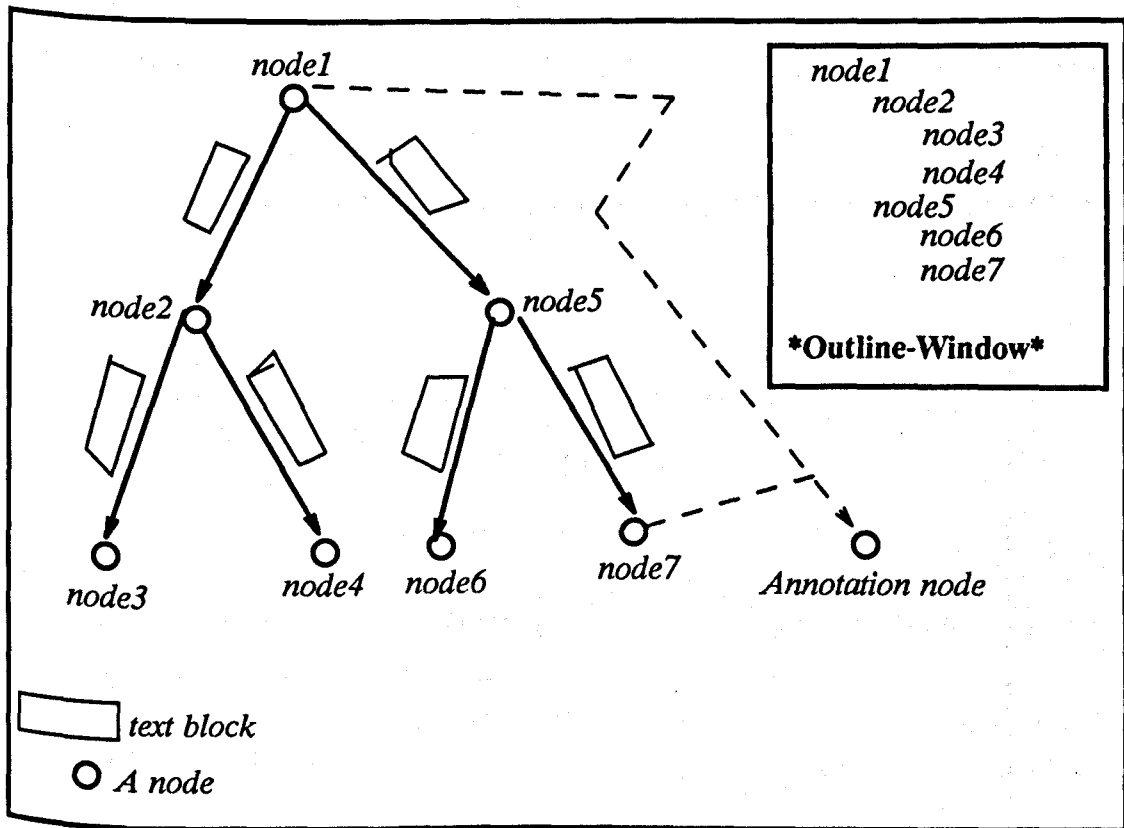 node1
node2
node5
node3
node4
node6
node7
Annotation node
node1
node2
node3
node4
node5
node6
node7
*Outline-Window*
text block
A node